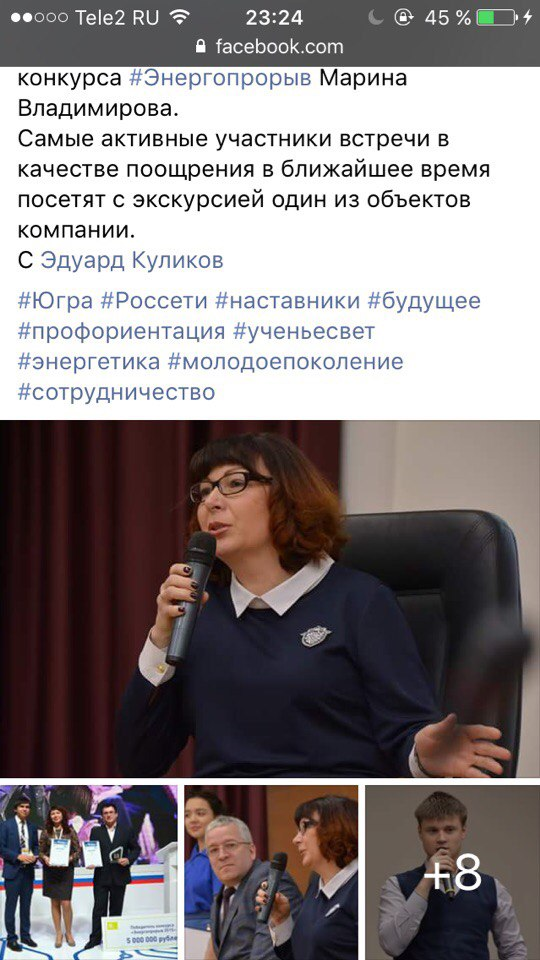 Tele2 RU 23:24 45 %
facebook.com
конкурса #Энергопрорыв Марина
Владимирова.
Самые активные участники встречи в
качестве поощрения в ближайшее время
посетят с экскурсией один из объектов
компании.
С Эдуард Куликов
#Югра #Россети #наставники #будущее
#профориентация #ученьесвет
#энергетика #молодоепоколение
#сотрудничество
+8
Победитель конкурса
5 000 000 рубле